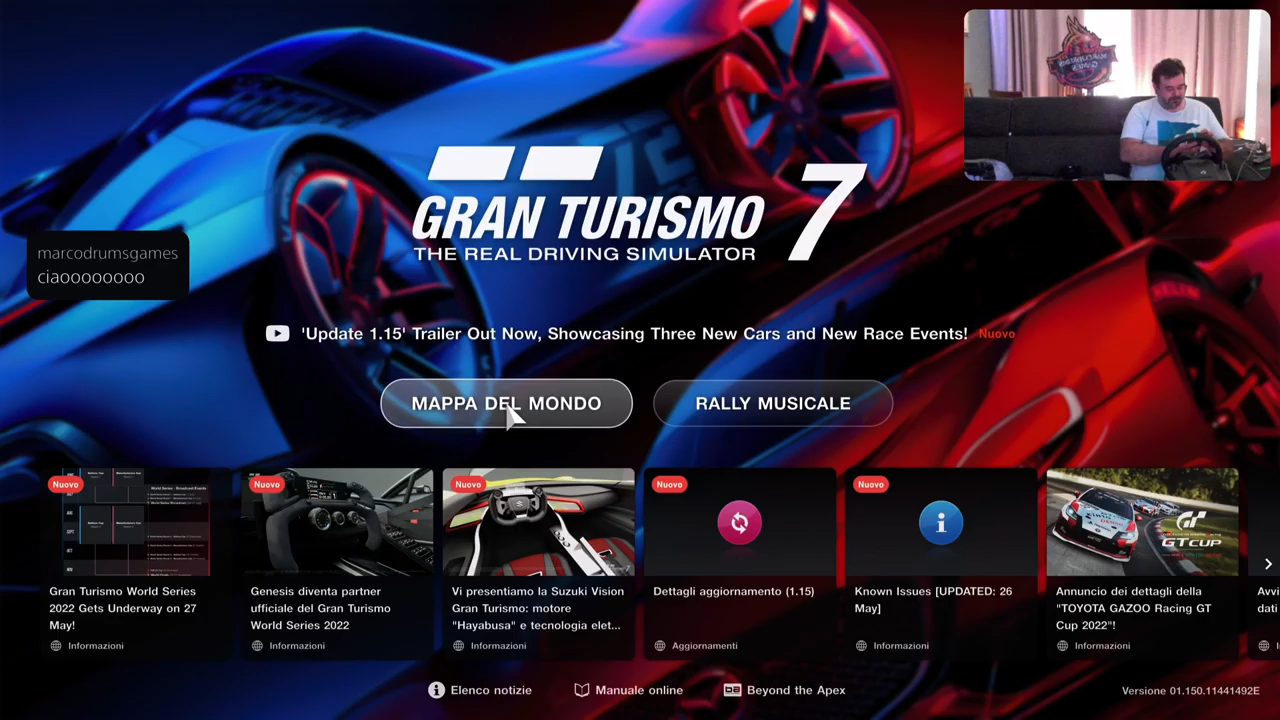 GRAN TURISMO 7
THE REAL DRIVING SIMULATOR
marcodrumsgames
ciaoooooooo
'Update 1.15' Trailer Out Now, Showcasing Three New Cars and New Race Events! Nuovo
MAPPA DEL MONDO
RALLY MUSICALE
Nuovo
Gran Turismo World Series
2022 Gets Underway on 27
May!
Informazioni
Nuovo
Genesis diventa partner
ufficiale del Gran Turismo
World Series 2022
Informazioni
Nuovo
Vi presentiamo la Suzuki Vision
Gran Turismo: motore
"Hayabusa" e tecnologia elet...
Informazioni
Nuovo
Dettagli aggiornamento (1.15)
Aggiornamenti
Nuovo
Known Issues [UPDATED: 26
May]
Informazioni
GT CUP
Annuncio dei dettagli della
"TOYOTA GAZOO Racing GT
Cup 2022"!
Informazioni
Avvi
dati
Elenco notizie
Manuale online
Beyond the Apex
Versione 01.150.11441492E